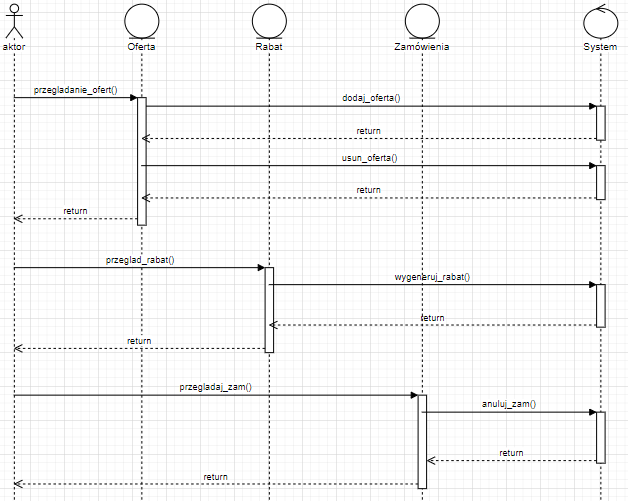 aktor
Oferta
Rabat
Zamówienia
System
przegladanie_ofert()
dodaj_oferta()
return
usun_oferta()
return
return
przeglad_rabat()
wygeneruj_rabat()
return
return
przegladaj_zam()
anuluj_zam()
return
return